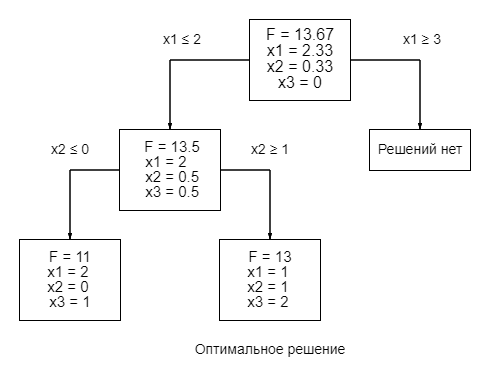 x1 ≤ 2
F = 13.67
x1 = 2.33
x2 = 0.33
x3 = 0
x1 ≥ 3
x2 ≤ 0
F = 13.5
x1 = 2
x2 = 0.5
x3 = 0.5
x2 ≥ 1
Решений нет
F = 11
x1 = 2
x2 = 0
x3 = 1
F = 13
x1 = 1
x2 = 1
x3 = 2
Оптимальное решение